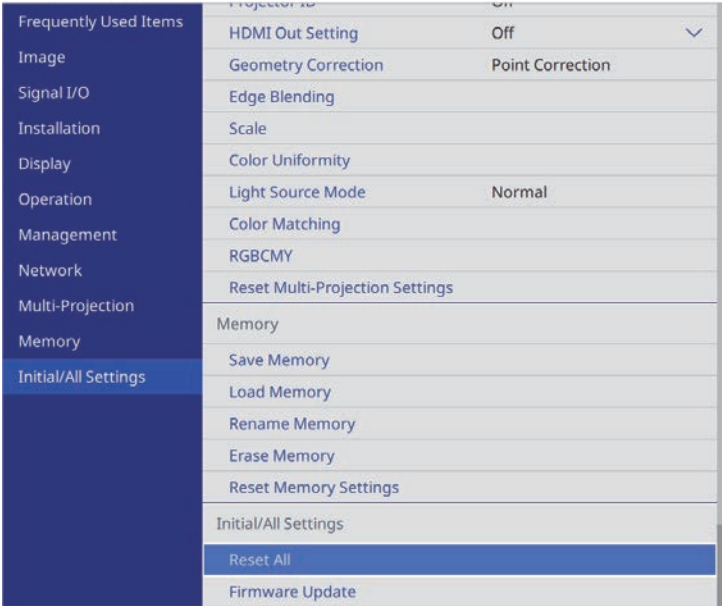 Frequently Used Items
Image
Signal I/O
Installation
Display
Operation
Management
Network
Multi-Projection
Memory
Initial/All Settings
Projector ID Off
HDMI Out Setting Off
Geometry Correction Point Correction
Edge Blending
Scale
Color Uniformity
Light Source Mode Normal
Color Matching
RGBCMY
Reset Multi-Projection Settings
Memory
Save Memory
Load Memory
Rename Memory
Erase Memory
Reset Memory Settings
Initial/All Settings
Reset All
Firmware Update